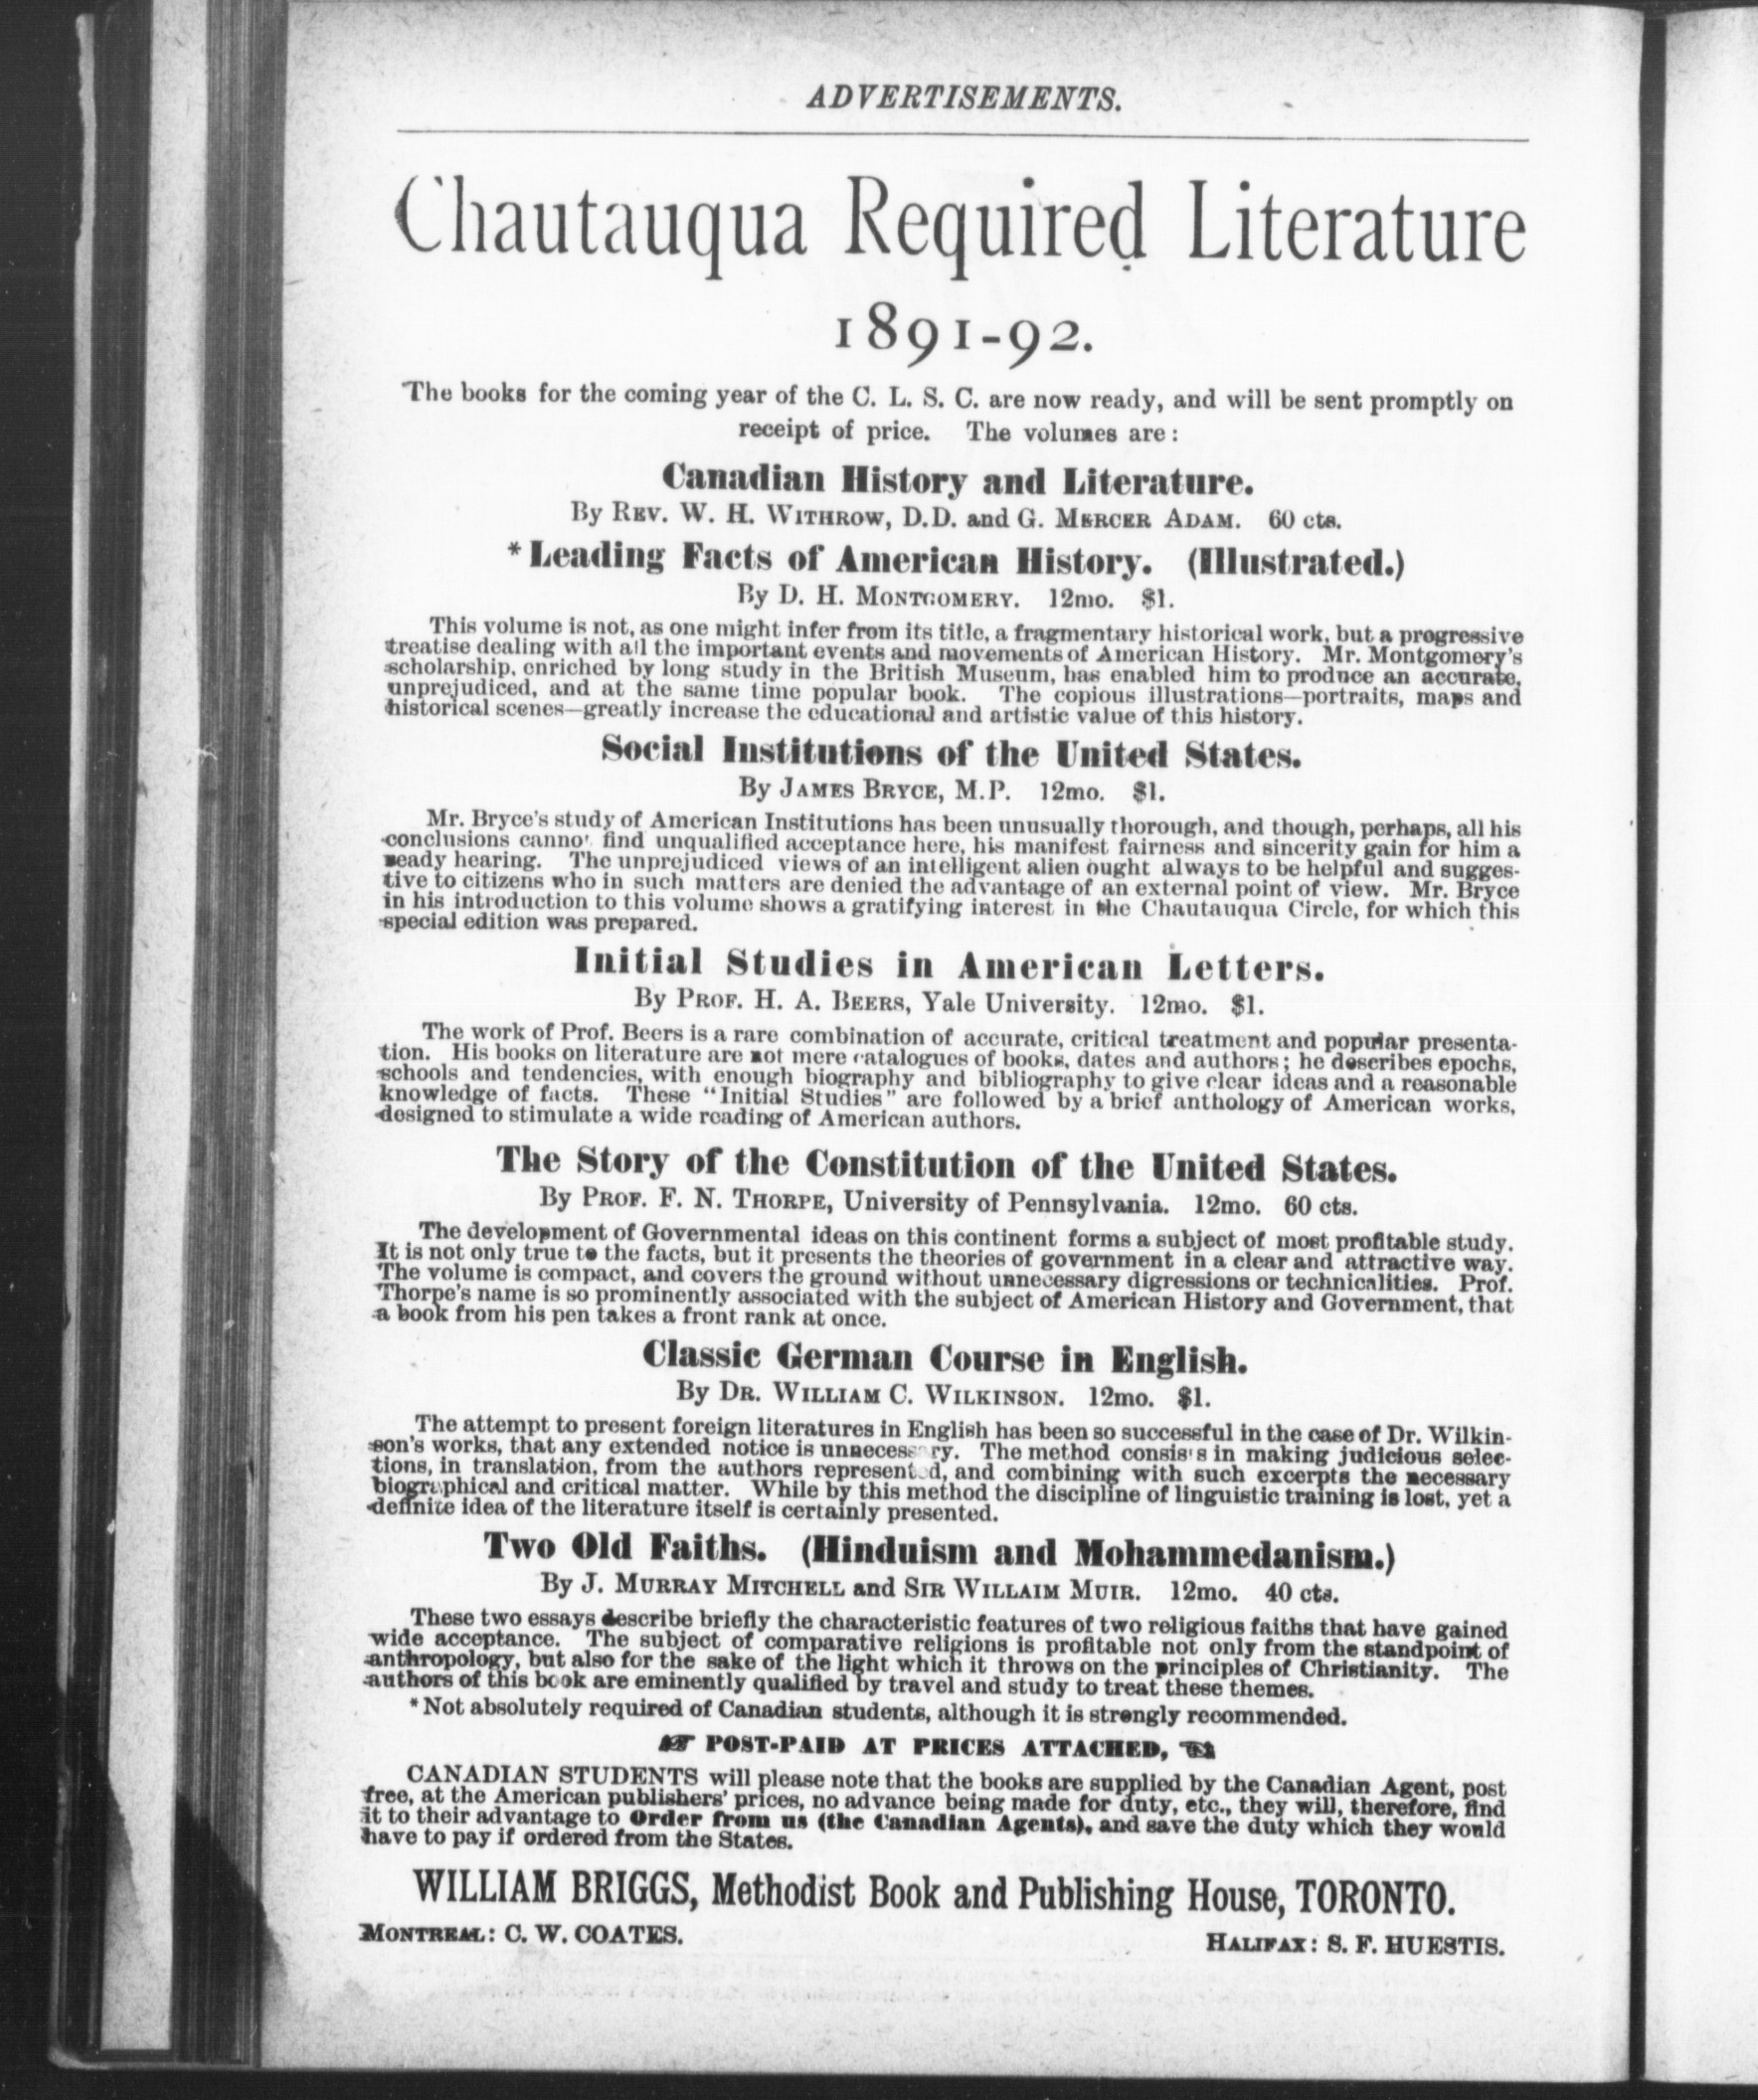 ADVERTISEMENTS.
Chautauqua Required Literature
1891-92.
The books for the coming year of the C. L. S. C. are now ready, and will be sent promptly on
receipt of price. The volumes are:
Canadian History and Literature.
By REV. W. H. WITHROW, D.D. and G. MERCER ADAM. 60 cts.
*Leading Facts of American History. (Illustrated.)
By D. H. MONTGOMERY. 12mo. $1.
This volume is not, as one might infer from its title, a fragmentary historical work, but a progressive
treatise dealing with all the important events and movements of American History. Mr. Montgomery's
scholarship, enriched by long study in the British Museum, has enabled him to produce an accurate,
unprejudiced, and at the same time popular book. The copious illustrations—portraits, maps and
historical scenes—greatly increase the educational and artistic value of this history.
Social Institutions of the United States.
By JAMES BRYCE, M.P. 12mo. $1.
Mr. Bryce's study of American Institutions has been unusually thorough, and though, perhaps, all his
conclusions cannot find unqualified acceptance here, his manifest fairness and sincerity gain for him a
ready hearing. The unprejudiced views of an intelligent alien ought always to be helpful and sugges-
tive to citizens who in such matters are denied the advantage of an external point of view. Mr. Bryce
in his introduction to this volume shows a gratifying interest in the Chautauqua Circle, for which this
special edition was prepared.
Initial Studies in American Letters.
By PROF. H. A. BEERS, Yale University. 12mo. $1.
The work of Prof. Beers is a rare combination of accurate, critical treatment and popular presenta-
tion. His books on literature are not mere catalogues of books, dates and authors; he describes epochs,
schools and tendencies, with enough biography and bibliography to give clear ideas and a reasonable
knowledge of facts. These "Initial Studies" are followed by a brief anthology of American works,
designed to stimulate a wide reading of American authors.
The Story of the Constitution of the United States.
By PROF. F. N. THORPE, University of Pennsylvania. 12mo. 60 cts.
The development of Governmental ideas on this continent forms a subject of most profitable study.
It is not only true to the facts, but it presents the theories of government in a clear and attractive way.
The volume is compact, and covers the ground without unnecessary digressions or technicalities. Prof.
Thorpe's name is so prominently associated with the subject of American History and Government, that
a book from his pen takes a front rank at once.
Classic German Course in English.
By DR. WILLIAM C. WILKINSON. 12mo. $1.
The attempt to present foreign literatures in English has been so successful in the case of Dr. Wilkin-
son's works, that any extended notice is unnecessary. The method consists in making judicious selec-
tions, in translation, from the authors represented, and combining with such excerpts the necessary
biographical and critical matter. While by this method the discipline of linguistic training is lost, yet a
definite idea of the literature itself is certainly presented.
Two Old Faiths. (Hinduism and Mohammedanism.)
By J. MURRAY MITCHELL and SIR WILLAIM MUIR. 12mo. 40 cts.
These two essays describe briefly the characteristic features of two religious faiths that have gained
wide acceptance. The subject of comparative religions is profitable not only from the standpoint of
anthropology, but also for the sake of the light which it throws on the principles of Christianity. The
authors of this book are eminently qualified by travel and study to treat these themes.
*Not absolutely required of Canadian students, although it is strongly recommended.
☞ POST-PAID AT PRICES ATTACHED, ☜
CANADIAN STUDENTS will please note that the books are supplied by the Canadian Agent, post
free, at the American publishers' prices, no advance being made for duty, etc., they will, therefore, find
it to their advantage to Order from us (the Canadian Agents), and save the duty which they would
have to pay if ordered from the States.
WILLIAM BRIGGS, Methodist Book and Publishing House, TORONTO.
MONTREAL: C. W. COATES. HALIFAX: S. F. HUESTIS.